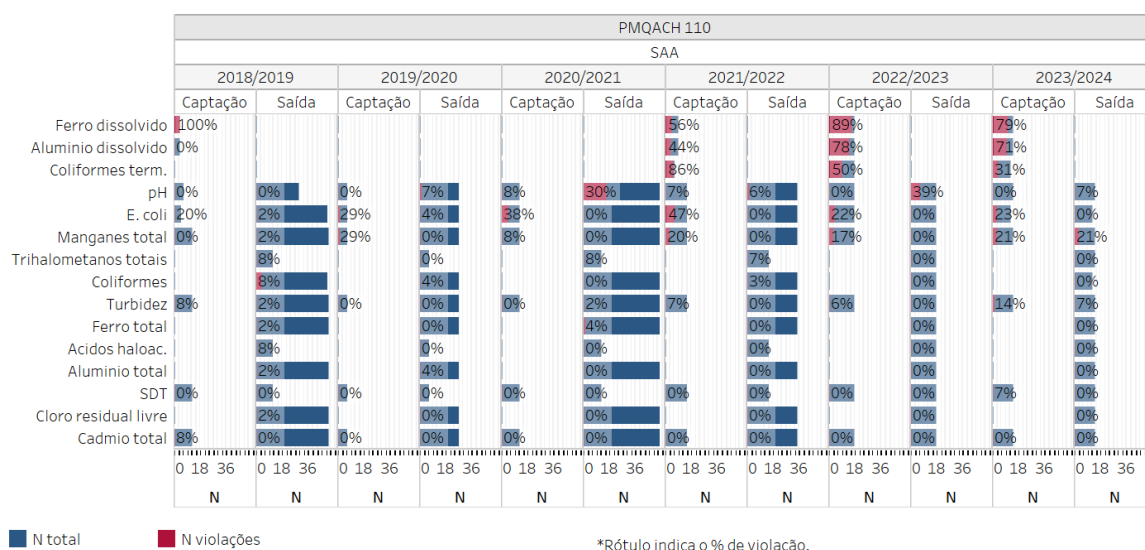 PMQACH 110
SAA
2018/2019 2019/2020 2020/2021 2021/2022 2022/2023 2023/2024
Captação Saída Captação Saída Captação Saída Captação Saída Captação Saída Captação Saída
Ferro dissolvido 100% 56% 89% 79%
Aluminio dissolvido 0% 44% 78% 71%
Coliformes term. 86% 50% 31%
pH 0% 0% 0% 7% 8% 30% 7% 6% 0% 39% 0% 7%
E. coli 20% 2% 29% 4% 38% 0% 47% 0% 22% 0% 23% 0%
Manganes total 0% 2% 29% 0% 8% 0% 20% 0% 17% 0% 21% 21%
Trihalometanos totais 8% 0% 8% 7% 0% 0%
Coliformes 8% 4% 0% 3% 0% 0%
Turbidez 8% 2% 0% 0% 0% 2% 7% 0% 6% 0% 14% 7%
Ferro total 2% 0% 4% 0% 0% 0%
Acidos haloac. 8% 0% 0% 0% 0% 0%
Aluminio total 2% 4% 0% 0% 0% 0%
SDT 0% 0% 0% 0% 0% 0% 0% 0% 0% 0% 7% 0%
Cloro residual livre 2% 0% 0% 0% 0% 0%
Cadmio total 8% 0% 0% 0% 0% 0% 0% 0% 0% 0% 0% 0%
0 18 36 0 18 36 0 18 36 0 18 36 0 18 36 0 18 36 0 18 36 0 18 36 0 18 36 0 18 36 0 18 36 0 18 36
N N N N N N N N N N N N
N total N violações *Rótulo indica o % de violação.